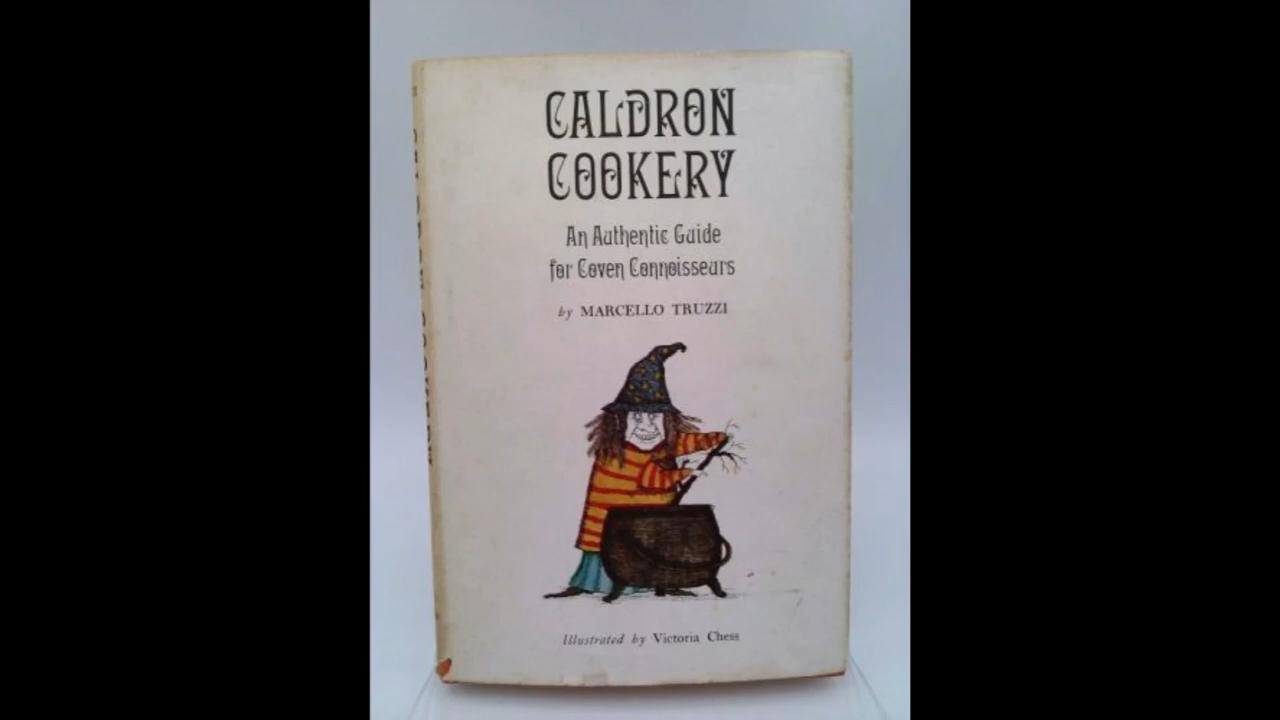 CALDRON
COOKERY
An Authentic Guide
for Coven Connoisseurs
by MARCELLO TRUZZI
Illustrated by Victoria Chess